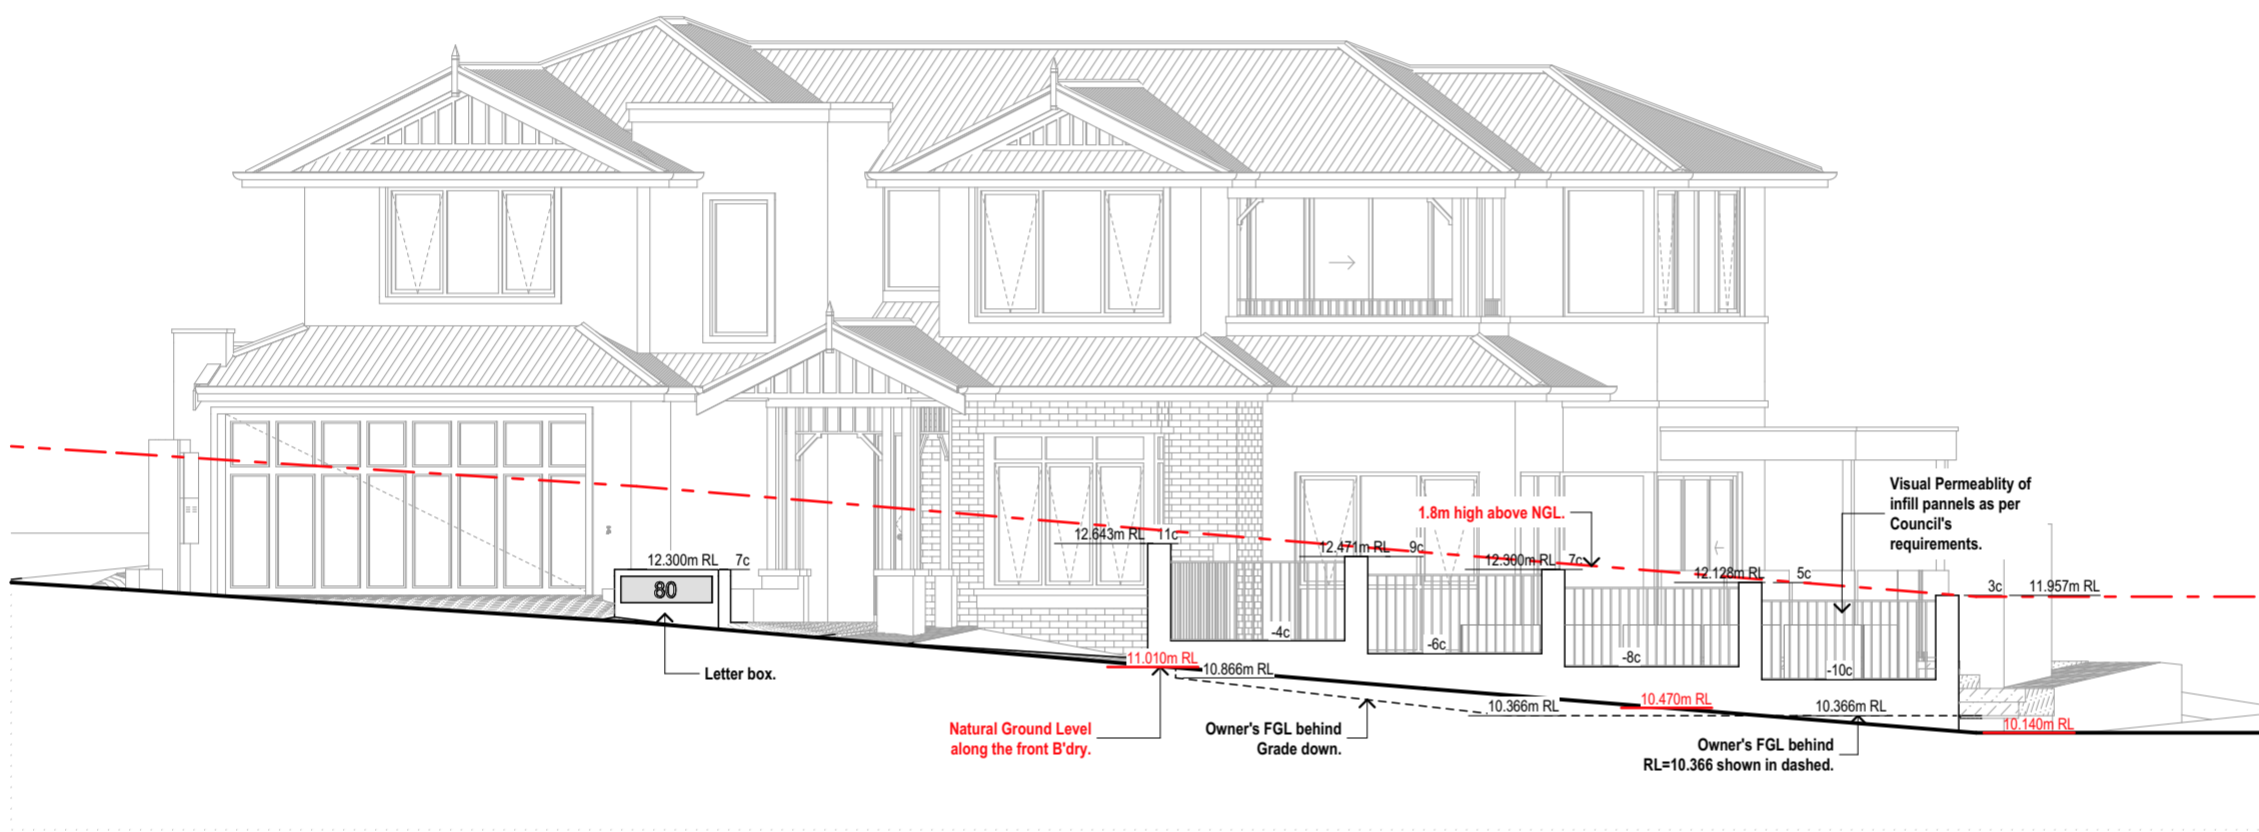 Visual Permeablity of
infill pannels as per
Council's
requirements.
1.8m high above NGL.
12.643m RL 11c
12.471m RL 9c
12.300m RL 7c
12.300m RL 7c
12.128m RL 5c
3c 11.957m RL
80
-4c
-6c
-8c
-10c
Letter box.
11.010m RL
10.866m RL
10.470m RL
10.366m RL
10.366m RL
10.140m RL
Natural Ground Level
along the front B'dry.
Owner's FGL behind
Grade down.
Owner's FGL behind
RL=10.366 shown in dashed.